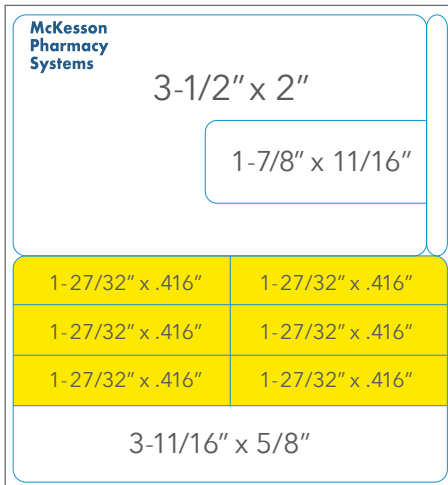 McKesson
Pharmacy
Systems
3-1/2” x 2”
1-7/8” x 11/16”
1-27/32” x .416” 1-27/32” x .416”
1-27/32” x .416” 1-27/32” x .416”
1-27/32” x .416” 1-27/32” x .416”
3-11/16” x 5/8”